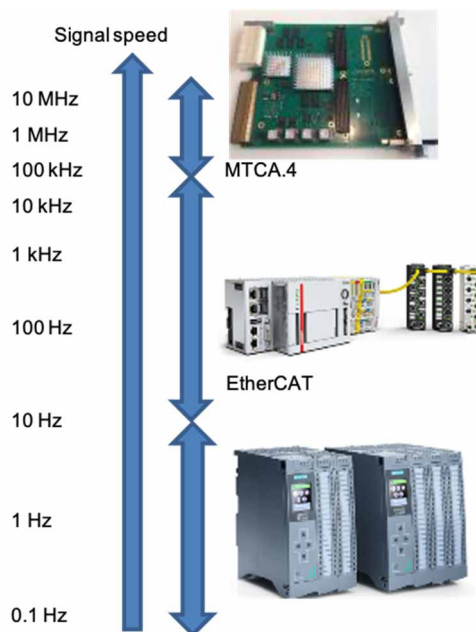 Signal speed
10 MHz
1 MHz
100 kHz
MTCA.4
10 kHz
1 kHz
100 Hz
EtherCAT
10 Hz
1 Hz
0.1 Hz